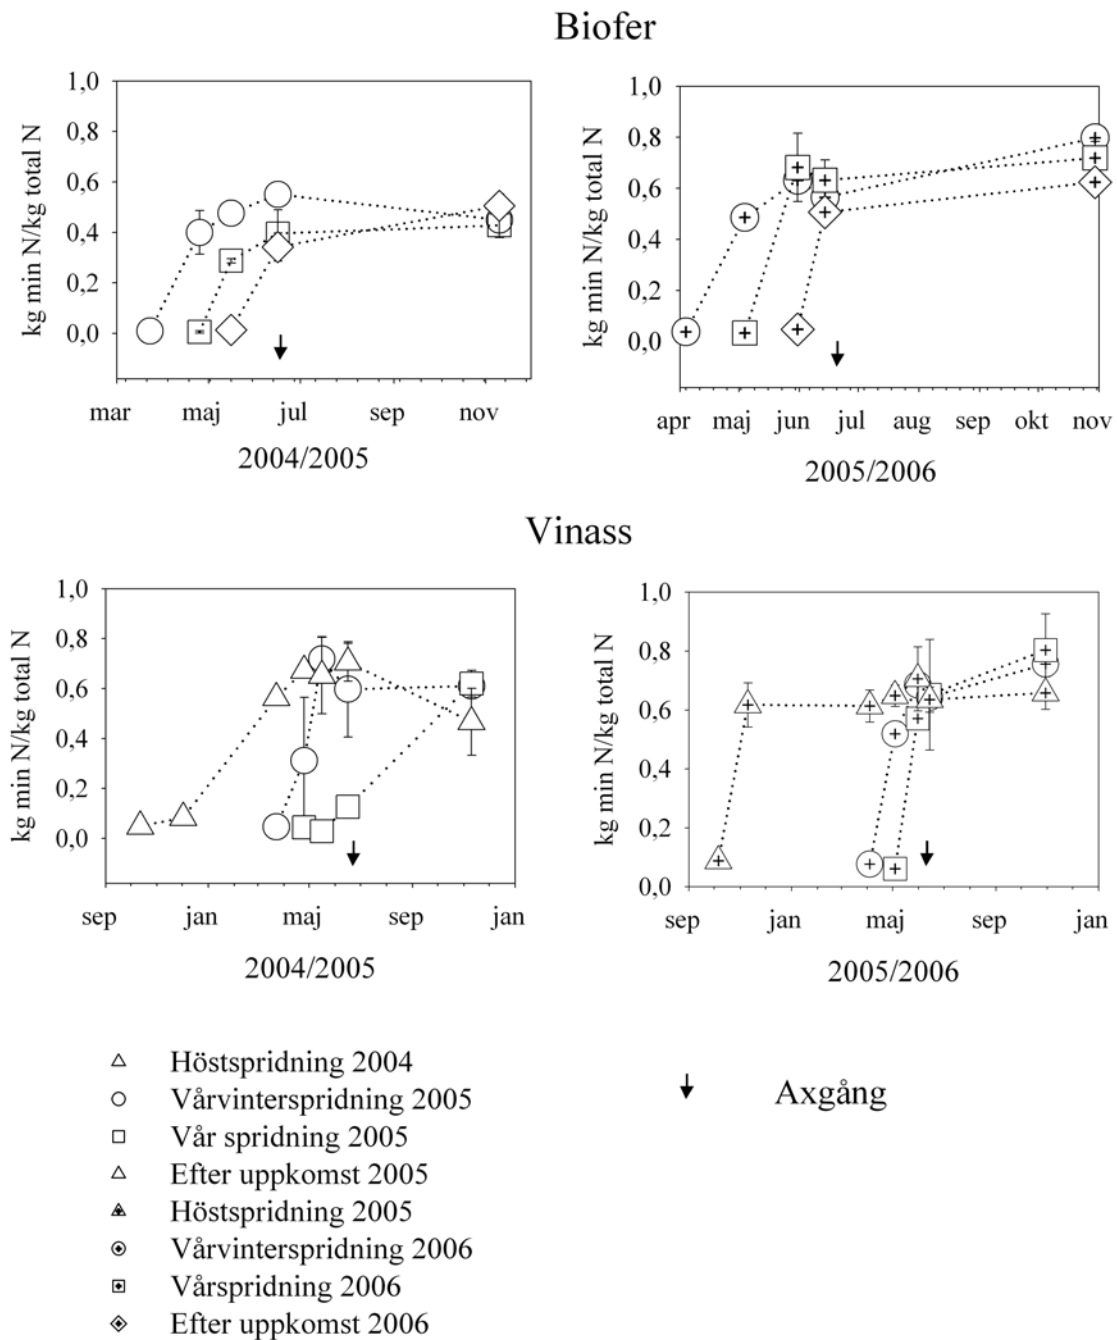 Biofer
kg min N/kg total N
1,0
0,8
0,6
0,4
0,2
0,0
mar maj jul sep nov
2004/2005
kg min N/kg total N
1,0
0,8
0,6
0,4
0,2
0,0
apr maj jun jul aug sep okt nov
2005/2006
Vinass
kg min N/kg total N
1,0
0,8
0,6
0,4
0,2
0,0
sep jan maj sep jan
2004/2005
kg min N/kg total N
1,0
0,8
0,6
0,4
0,2
0,0
sep jan maj sep jan
2005/2006
Höstspridning 2004
Vårvinterspridning 2005
Vår spridning 2005
Efter uppkomst 2005
Höstspridning 2005
Vårvinterspridning 2006
Vårspridning 2006
Efter uppkomst 2006
Axgång